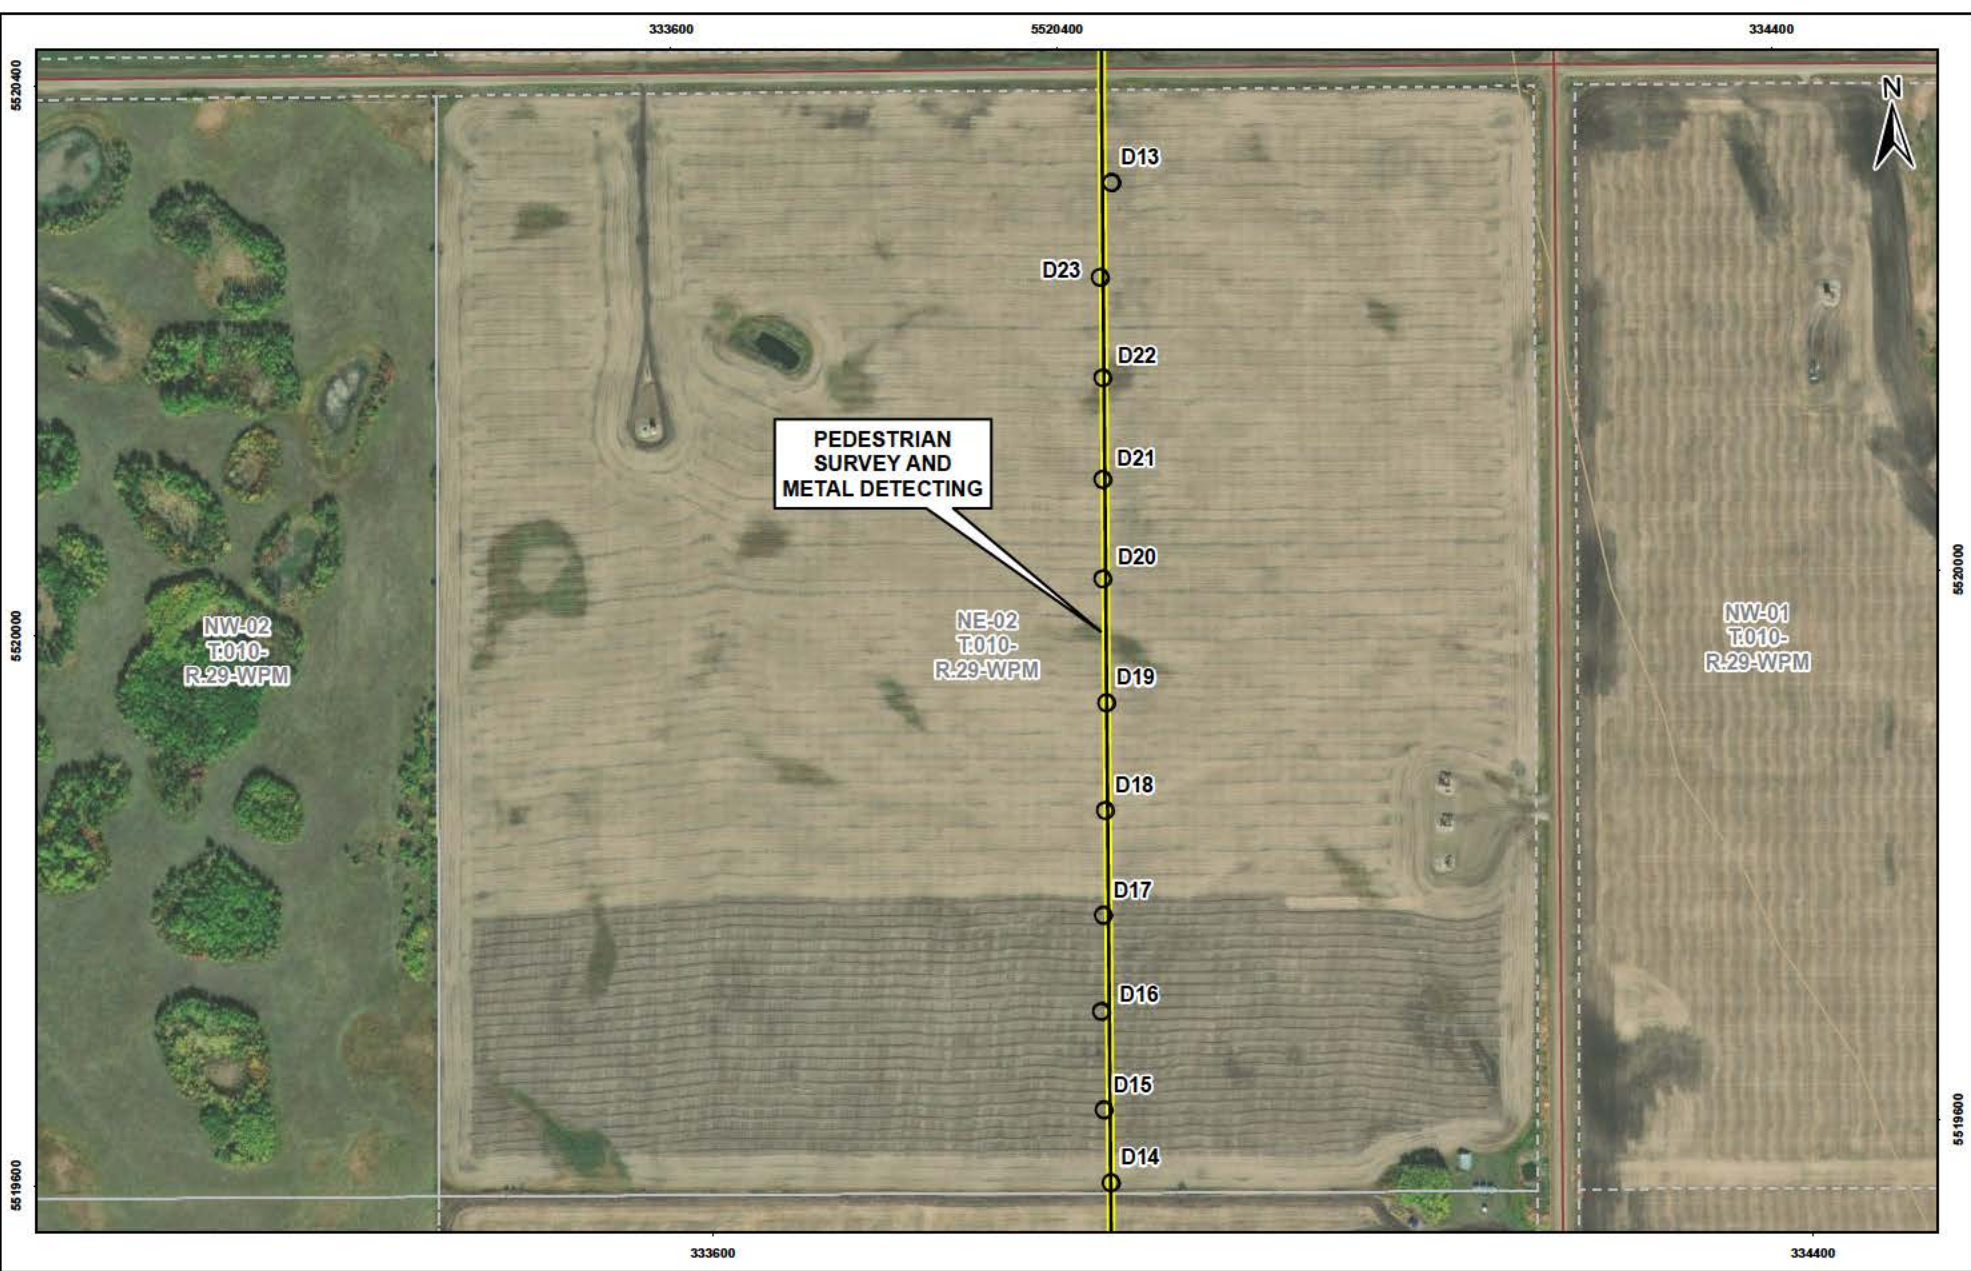 333600
5520400
334400
5520400
N
D13
D23
D22
PEDESTRIAN
SURVEY AND
METAL DETECTING
D21
D20
5520000
5520000
NW-02
T.010-
R.29-WPM
NE-02
T.010-
R.29-WPM
NW-01
T.010-
R.29-WPM
D19
D18
D17
D16
D15
5519600
D14
5519600
333600
334400